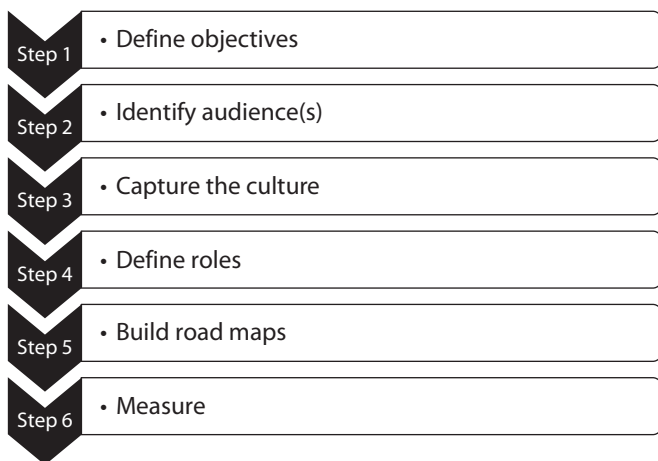 Step 1
• Define objectives
Step 2
• Identify audience(s)
Step 3
• Capture the culture
Step 4
• Define roles
Step 5
• Build road maps
Step 6
• Measure